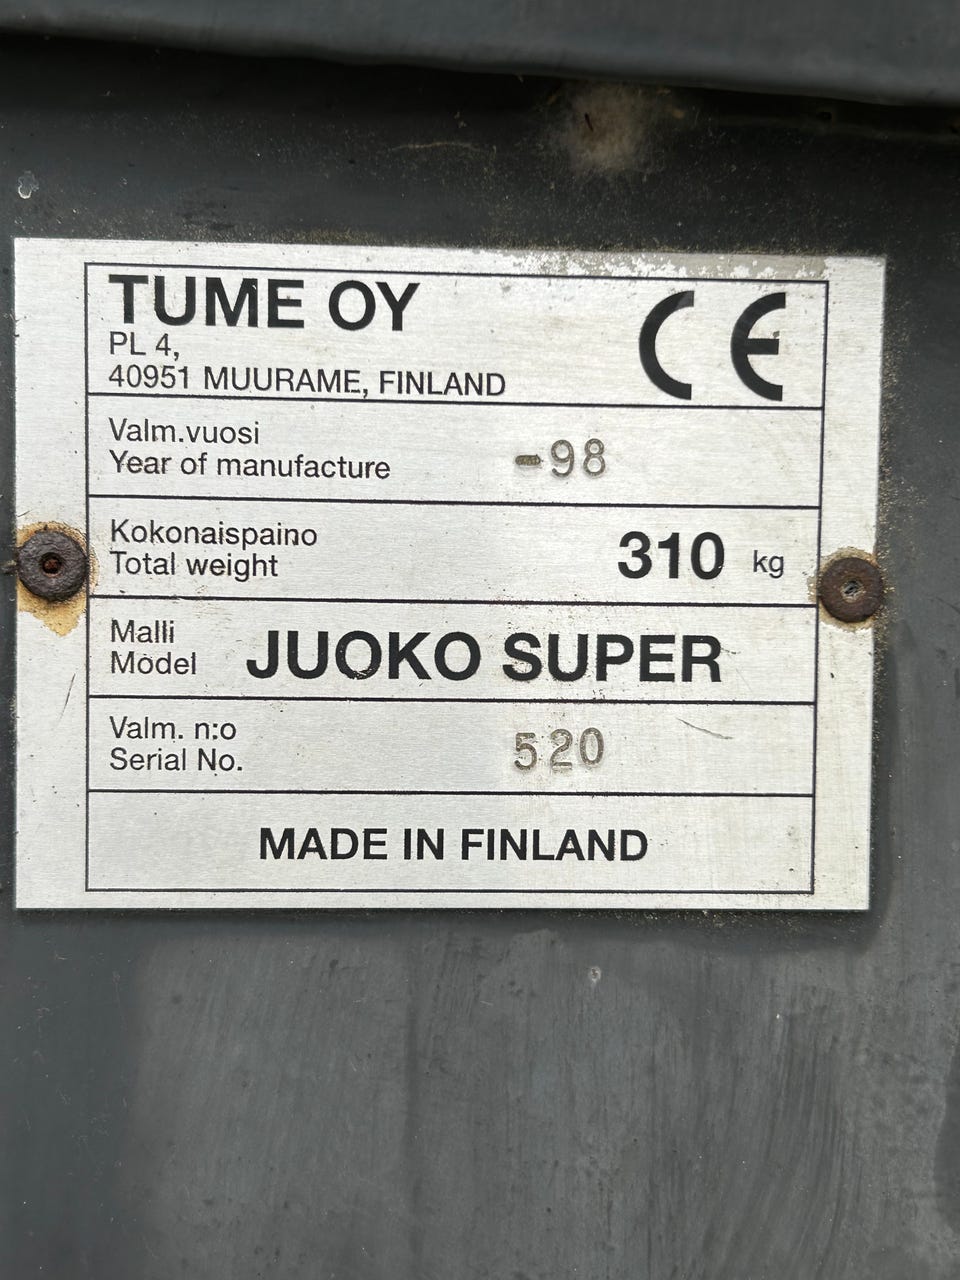 TUME OY
PL 4,
40951 MUURAME, FINLAND
CE
Valm.vuosi
Year of manufacture -98
Kokonaispaino
Total weight 310 kg
Malli
Model JUOKO SUPER
Valm. n:o
Serial No. 520
MADE IN FINLAND